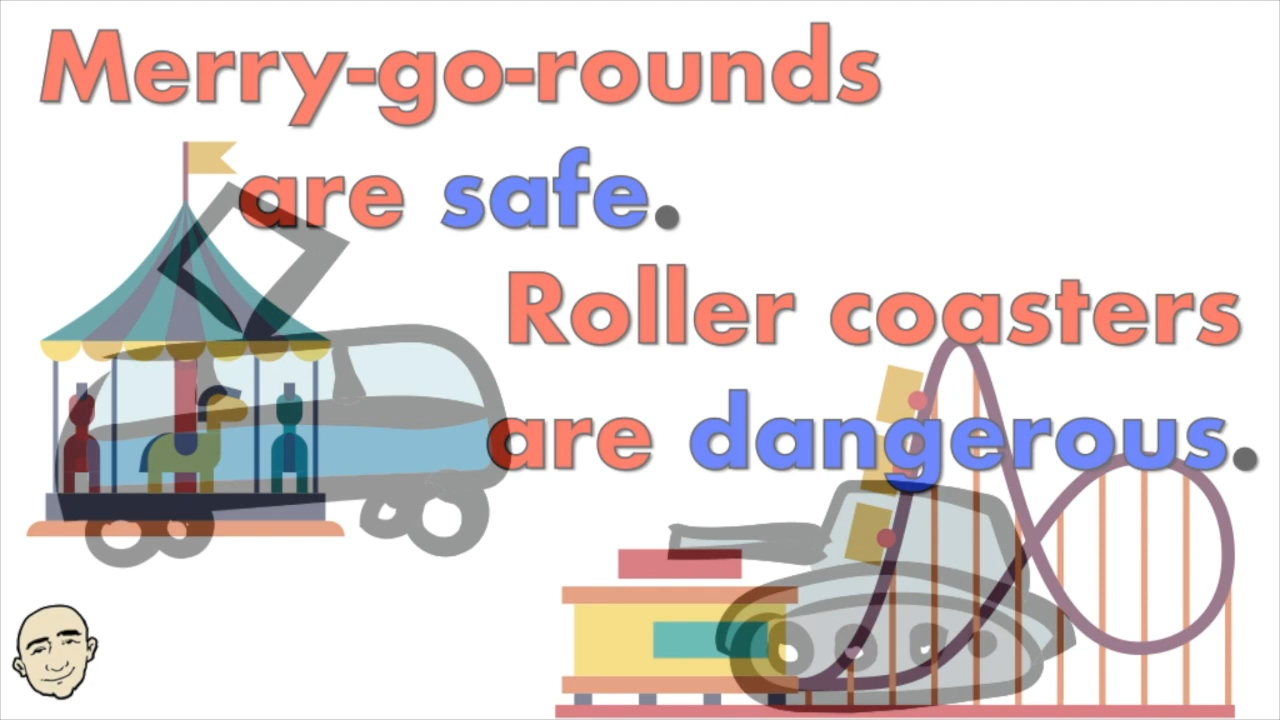 Merry-go-rounds
are safe.
Roller coasters
are dangerous.